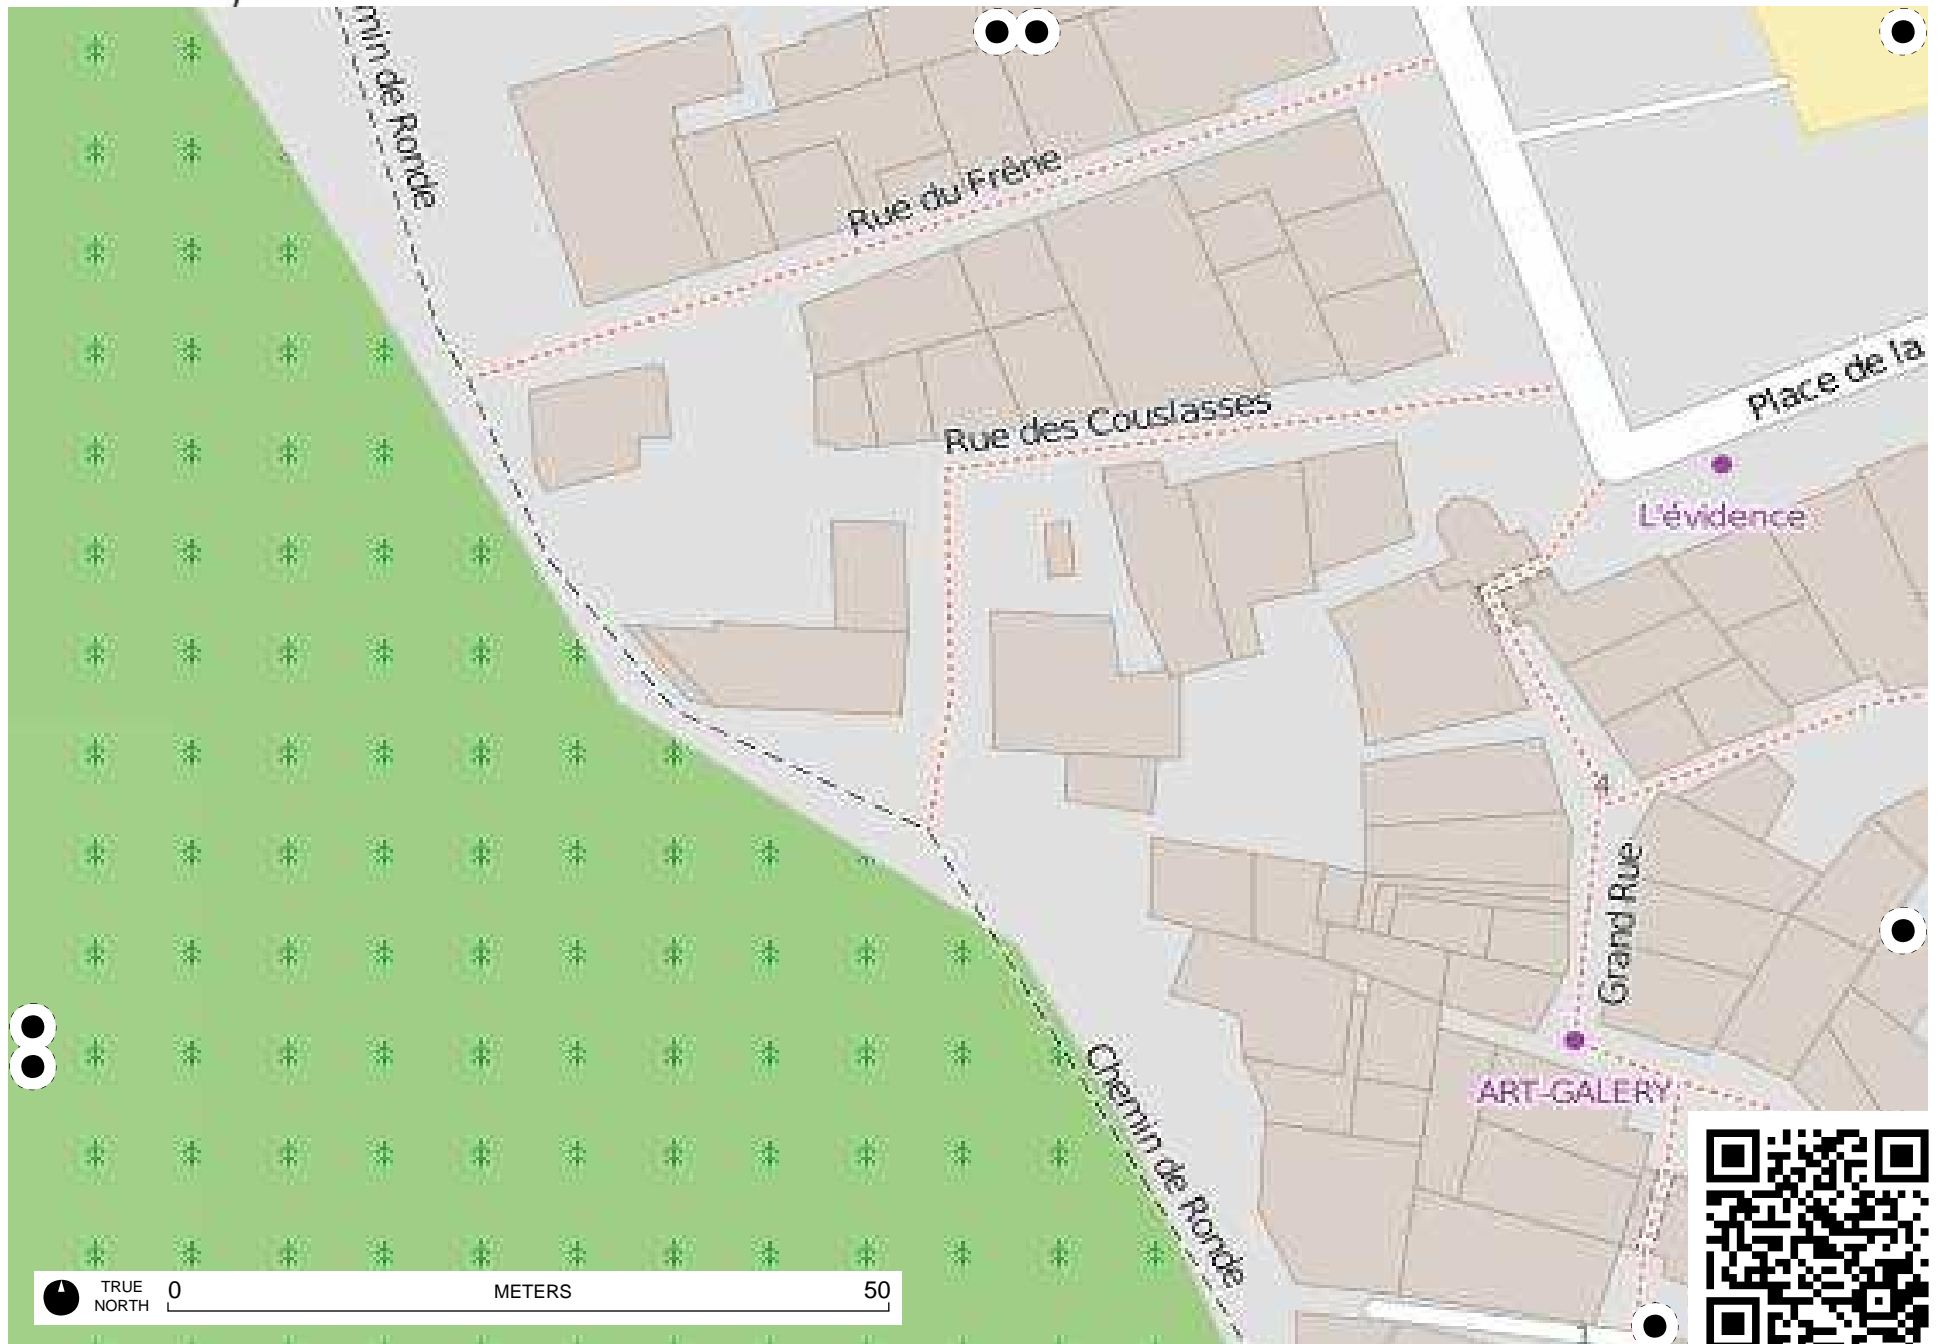 min de Ronde
Rue du Frêne
Place de la
Rue des Couslasses
L'évidence
Grand Rue
Chemin de Ronde
ART-GALERY
TRUE
NORTH
0
METERS
50